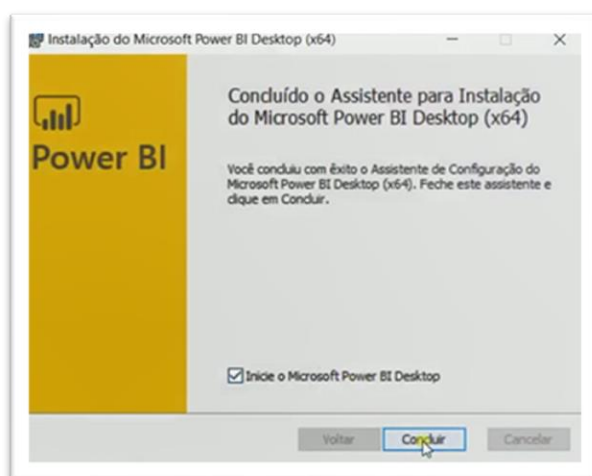 Instalação do Microsoft Power BI Desktop (x64)
Power BI
Concluído o Assistente para Instalação
do Microsoft Power BI Desktop (x64)
Você concluiu com êxito o Assistente de Configuração do
Microsoft Power BI Desktop (x64). Feche este assistente e
clique em Concluir.
Inicie o Microsoft Power BI Desktop
Voltar
Concluir
Cancelar